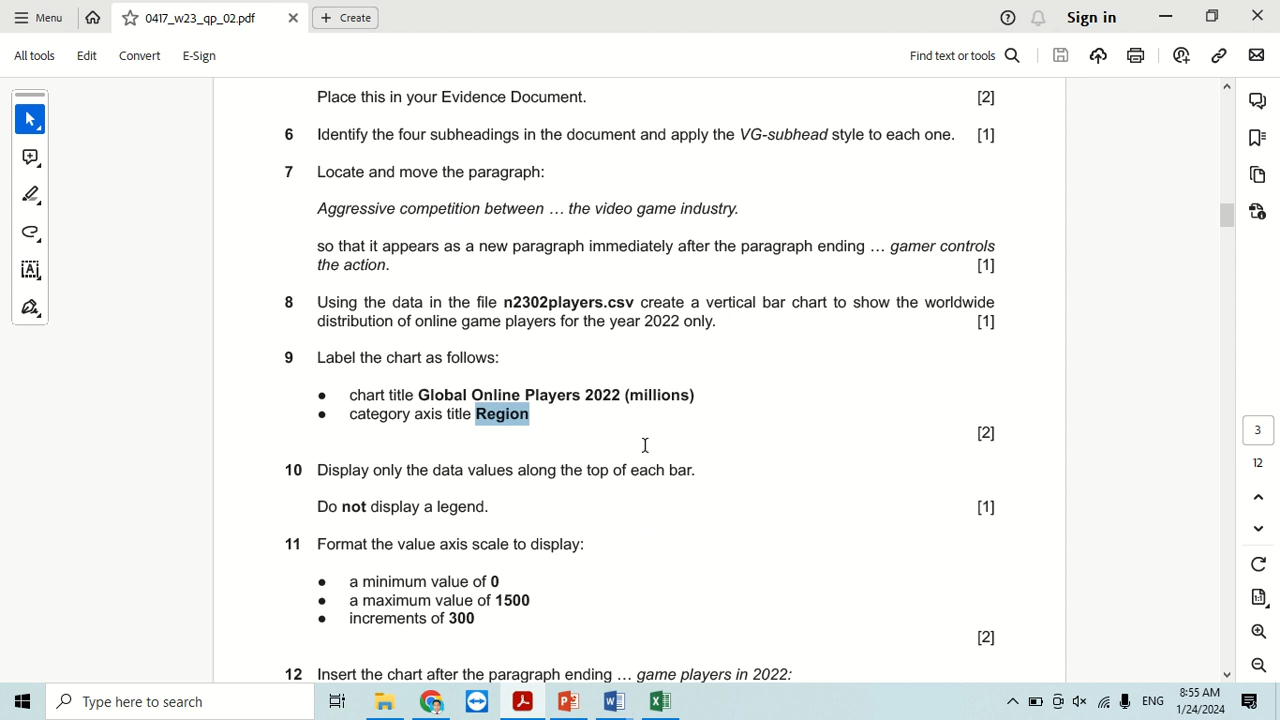 Menu
0417_w23_qp_02.pdf
Create
Sign in
All tools Edit Convert E-Sign
Find text or tools
Place this in your Evidence Document. [2]
6 Identify the four subheadings in the document and apply the VG-subhead style to each one. [1]
7 Locate and move the paragraph:
Aggressive competition between … the video game industry.
so that it appears as a new paragraph immediately after the paragraph ending … gamer controls
the action. [1]
8 Using the data in the file n2302players.csv create a vertical bar chart to show the worldwide
distribution of online game players for the year 2022 only. [1]
9 Label the chart as follows:
• chart title Global Online Players 2022 (millions)
• category axis title Region
[2]
10 Display only the data values along the top of each bar.
Do not display a legend. [1]
11 Format the value axis scale to display:
• a minimum value of 0
• a maximum value of 1500
• increments of 300
[2]
12 Insert the chart after the paragraph ending … game players in 2022:
3
12
Type here to search
ENG
8:55 AM
1/24/2024